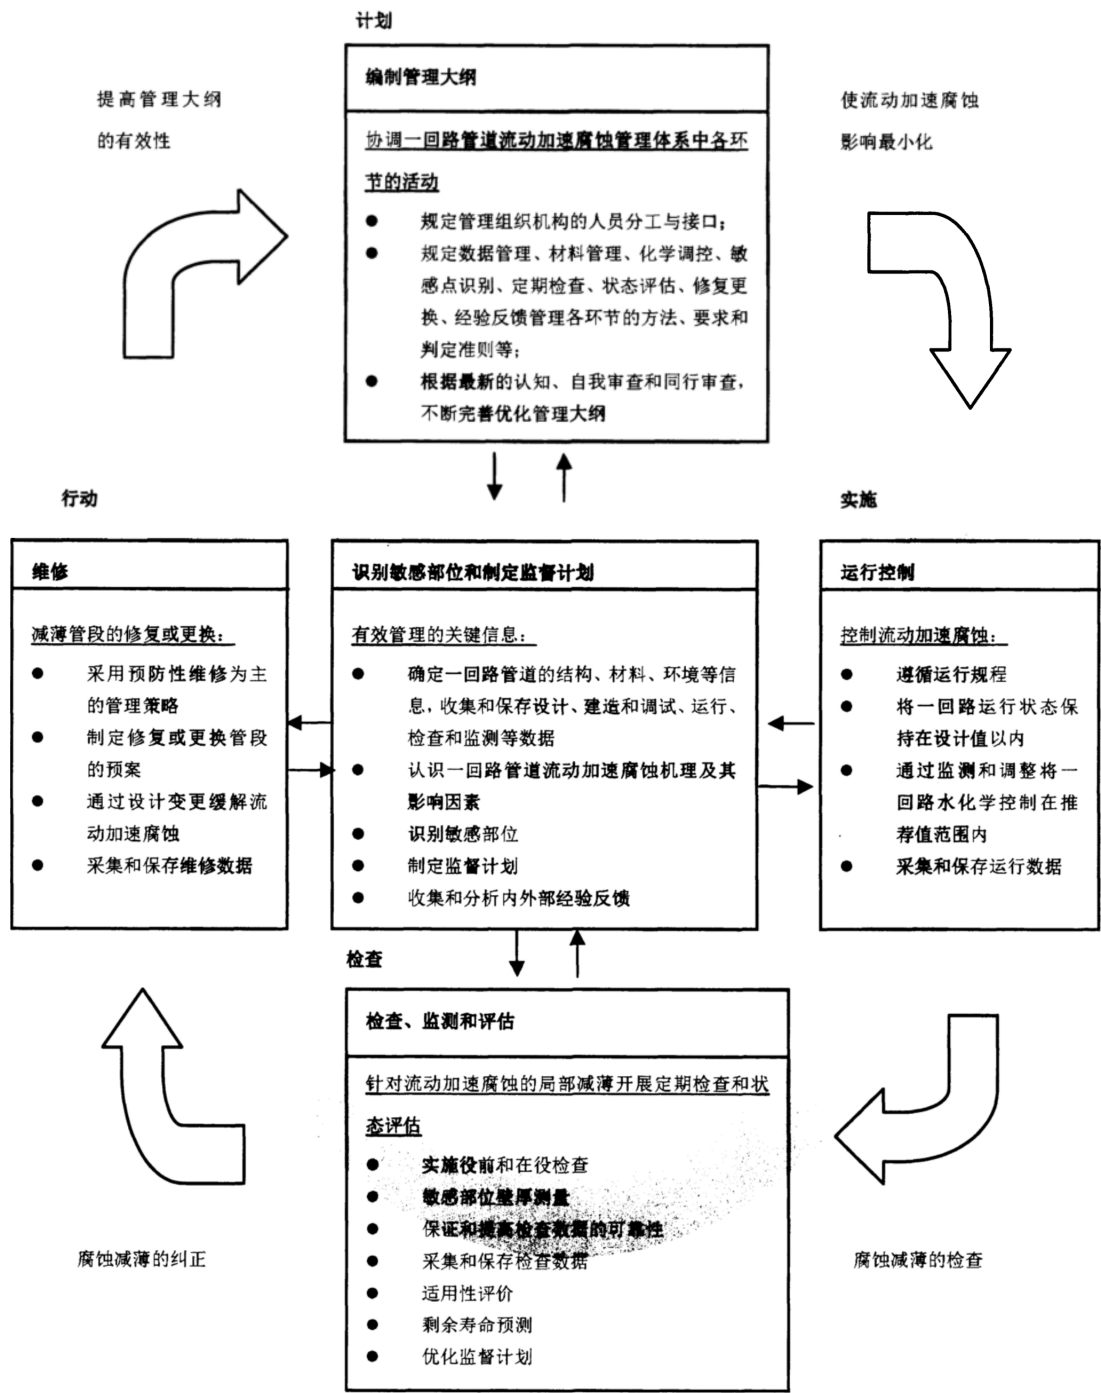 计划
编制管理大纲
协调一回路管道流动加速腐蚀管理体系中各环
节的活动
● 规定管理组织机构的人员分工与接口；
● 规定数据管理、材料管理、化学调控、敏
感点识别、定期检查、状态评估、修复更
换、经验反馈管理各环节的方法、要求和
判定准则等；
● 根据最新的认知、自我审查和同行审查，
不断完善优化管理大纲
提高管理大纲
的有效性
使流动加速腐蚀
影响最小化
行动
维修
减薄管段的修复或更换：
● 采用预防性维修为主
的管理策略
● 制定修复或更换管段
的预案
● 通过设计变更缓解流
动加速腐蚀
● 采集和保存维修数据
识别敏感部位和制定监督计划
有效管理的关键信息：
● 确定一回路管道的结构、材料、环境等信
息，收集和保存设计、建造和调试、运行、
检查和监测等数据
● 认识一回路管道流动加速腐蚀机理及其
影响因素
● 识别敏感部位
● 制定监督计划
● 收集和分析内外部经验反馈
实施
运行控制
控制流动加速腐蚀：
● 遵循运行规程
● 将一回路运行状态保
持在设计值以内
● 通过监测和调整将一
回路水化学控制在推
荐值范围内
● 采集和保存运行数据
检查
检查、监测和评估
针对流动加速腐蚀的局部减薄开展定期检查和状
态评估
● 实施役前和在役检查
● 敏感部位壁厚测量
● 保证和提高检查数据的可靠性
● 采集和保存检查数据
● 适用性评价
● 剩余寿命预测
● 优化监督计划
腐蚀减薄的纠正
腐蚀减薄的检查